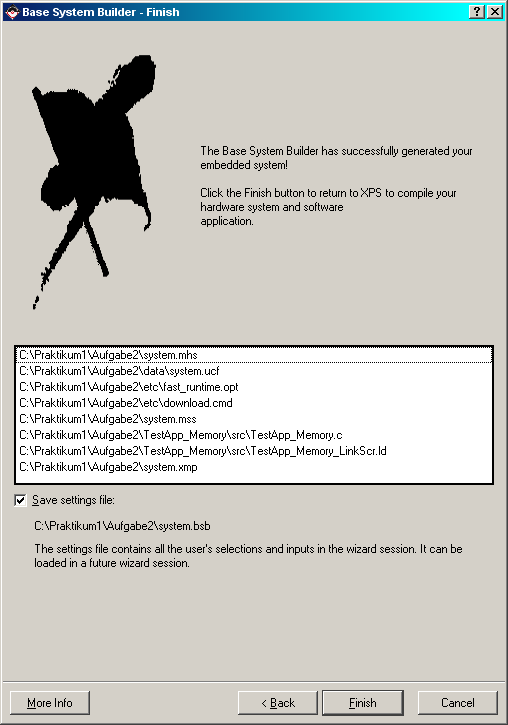 Base System Builder - Finish
The Base System Builder has successfully generated your
embedded system!
Click the Finish button to return to XPS to compile your
hardware system and software
application.
C:\Praktikum1\Aufgabe2\system.mhs
C:\Praktikum1\Aufgabe2\data\system.ucf
C:\Praktikum1\Aufgabe2\etc\fast_runtime.opt
C:\Praktikum1\Aufgabe2\etc\download.cmd
C:\Praktikum1\Aufgabe2\system.mss
C:\Praktikum1\Aufgabe2\TestApp_Memory\src\TestApp_Memory.c
C:\Praktikum1\Aufgabe2\TestApp_Memory\src\TestApp_Memory_LinkScr.ld
C:\Praktikum1\Aufgabe2\system.xmp
Save settings file:
C:\Praktikum1\Aufgabe2\system.bsb
The settings file contains all the user's selections and inputs in the wizard session. It can be
loaded in a future wizard session.
More Info < Back Finish Cancel